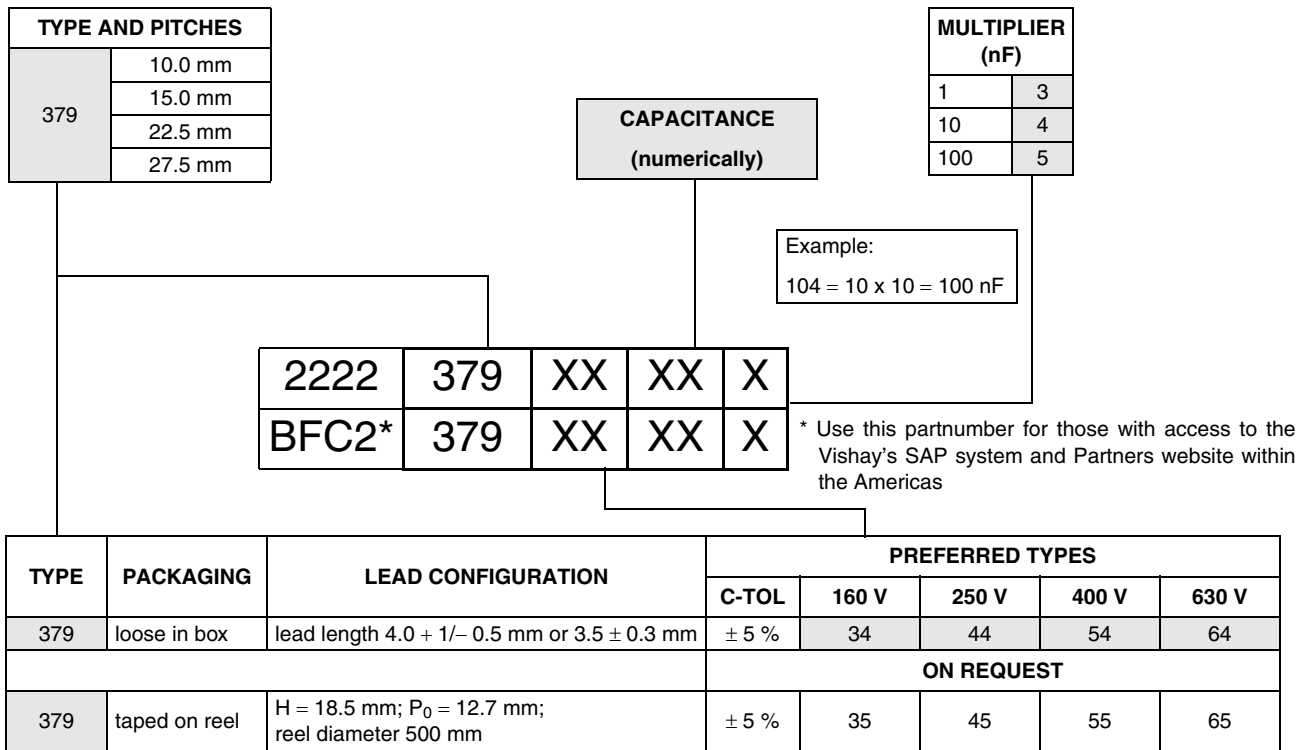 TYPE AND PITCHES
379
10.0 mm
15.0 mm
22.5 mm
27.5 mm
CAPACITANCE
(numerically)
MULTIPLIER
(nF)
1 3
10 4
100 5
Example:
104 = 10 x 10 = 100 nF
2222 379 XX XX X
BFC2* 379 XX XX X
* Use this partnumber for those with access to the
Vishay's SAP system and Partners website within
the Americas
TYPE PACKAGING LEAD CONFIGURATION PREFERRED TYPES
C-TOL 160 V 250 V 400 V 630 V
379 loose in box lead length 4.0 + 1/− 0.5 mm or 3.5 ± 0.3 mm ± 5 % 34 44 54 64
ON REQUEST
379 taped on reel H = 18.5 mm; P0 = 12.7 mm;
reel diameter 500 mm ± 5 % 35 45 55 65